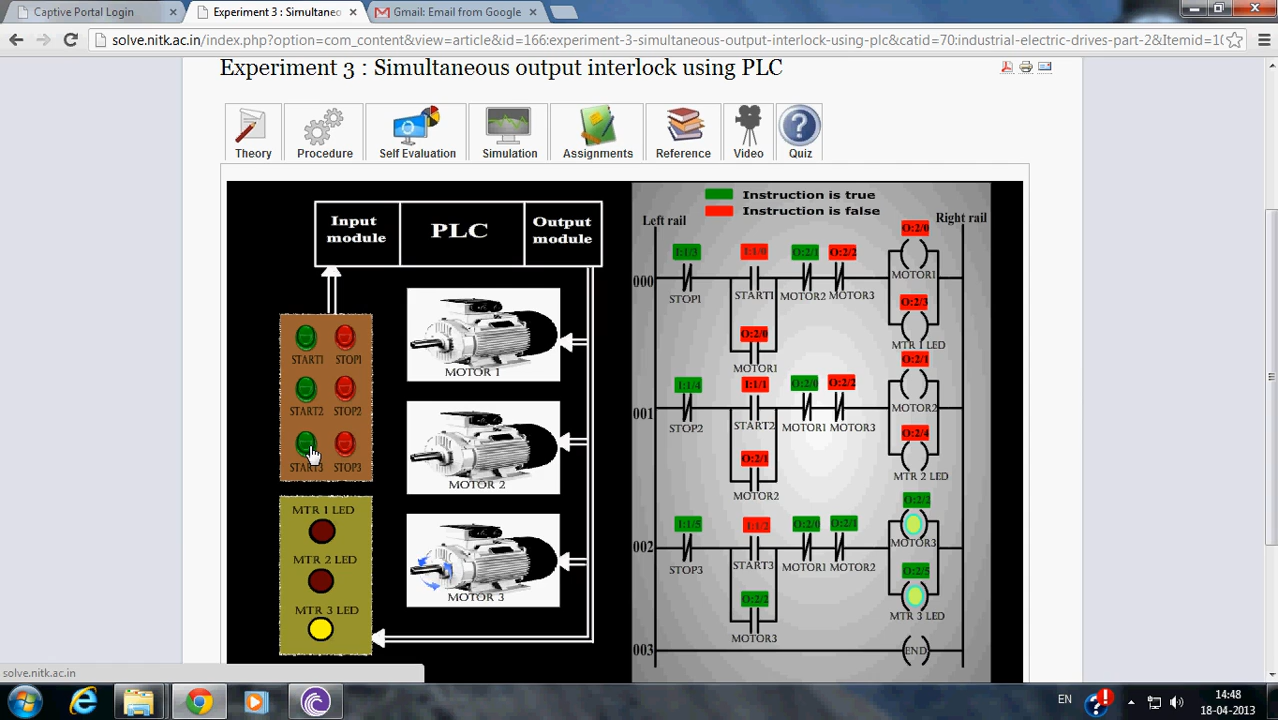 Captive Portal Login
Experiment 3 : Simultaneo
Gmail: Email from Google
solve.nitk.ac.in/index.php?option=com_content&view=article&id=166:experiment-3-simultaneous-output-interlock-using-plc&catid=70:industrial-electric-drives-part-2&Itemid=10
Experiment 3 : Simultaneous output interlock using PLC
Theory
Procedure
Self Evaluation
Simulation
Assignments
Reference
Video
Quiz
Input module
PLC
Output module
Instruction is true
Instruction is false
Left rail
Right rail
START1 STOP1
START2 STOP2
START3 STOP3
MTR 1 LED
MTR 2 LED
MTR 3 LED
MOTOR 1
MOTOR 2
MOTOR 3
I:1/3 I:1/0 O:2/1 O:2/2 O:2/0
000
STOP1 START1 MOTOR2 MOTOR3 MOTOR1
O:2/0 O:2/3
MOTOR1 MTR 1 LED
I:1/4 I:1/1 O:2/0 O:2/2 O:2/1
001
STOP2 START2 MOTOR1 MOTOR3 MOTOR2
O:2/1 O:2/4
MOTOR2 MTR 2 LED
I:1/5 I:1/2 O:2/0 O:2/1 O:2/2
002
STOP3 START3 MOTOR1 MOTOR2 MOTOR3
O:2/2 O:2/5
MOTOR3 MTR 3 LED
003 END
solve.nitk.ac.in
EN
14:48
18-04-2013